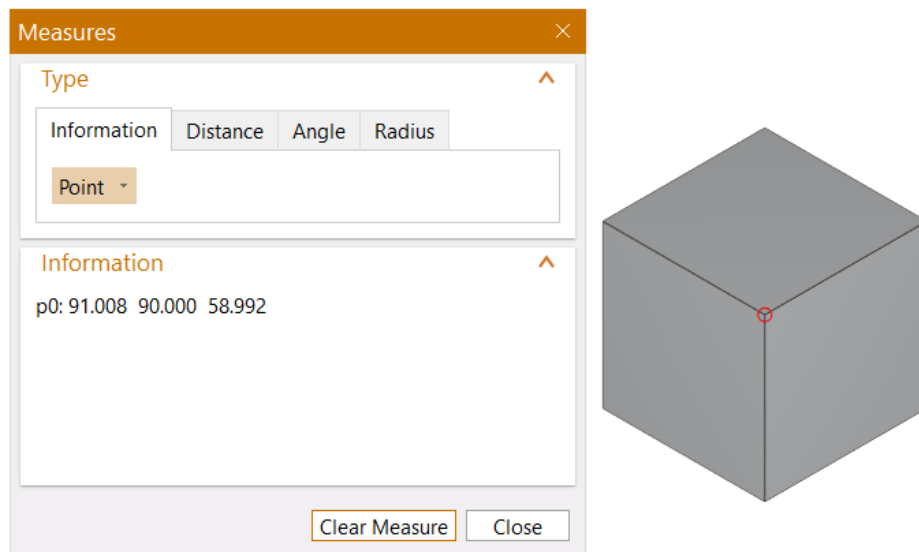 Measures
Type
Information Distance Angle Radius
Point
Information
p0: 91.008 90.000 58.992
Clear Measure Close